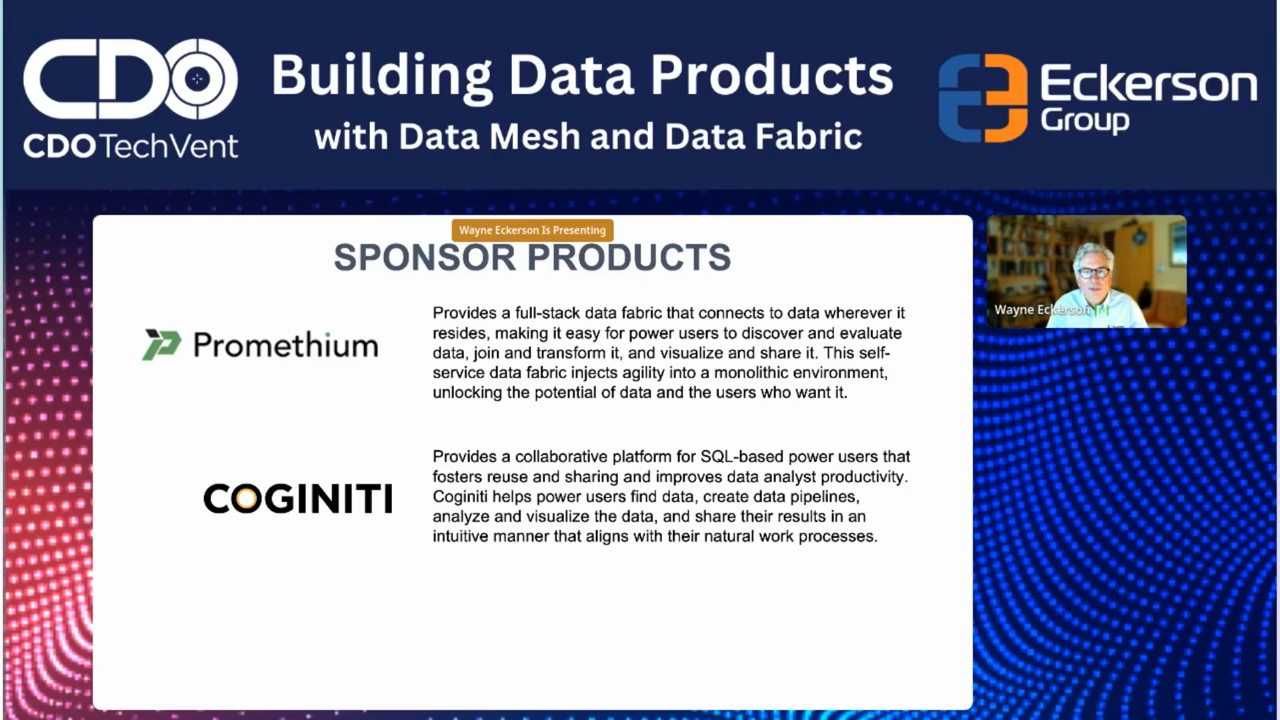 CDO
CDO TechVent
Building Data Products
with Data Mesh and Data Fabric
Eckerson
Group
Wayne Eckerson Is Presenting
SPONSOR PRODUCTS
Promethium
Provides a full-stack data fabric that connects to data wherever it
resides, making it easy for power users to discover and evaluate
data, join and transform it, and visualize and share it. This self-
service data fabric injects agility into a monolithic environment,
unlocking the potential of data and the users who want it.
COGINITI
Provides a collaborative platform for SQL-based power users that
fosters reuse and sharing and improves data analyst productivity.
Coginiti helps power users find data, create data pipelines,
analyze and visualize the data, and share their results in an
intuitive manner that aligns with their natural work processes.
Wayne Eckerson